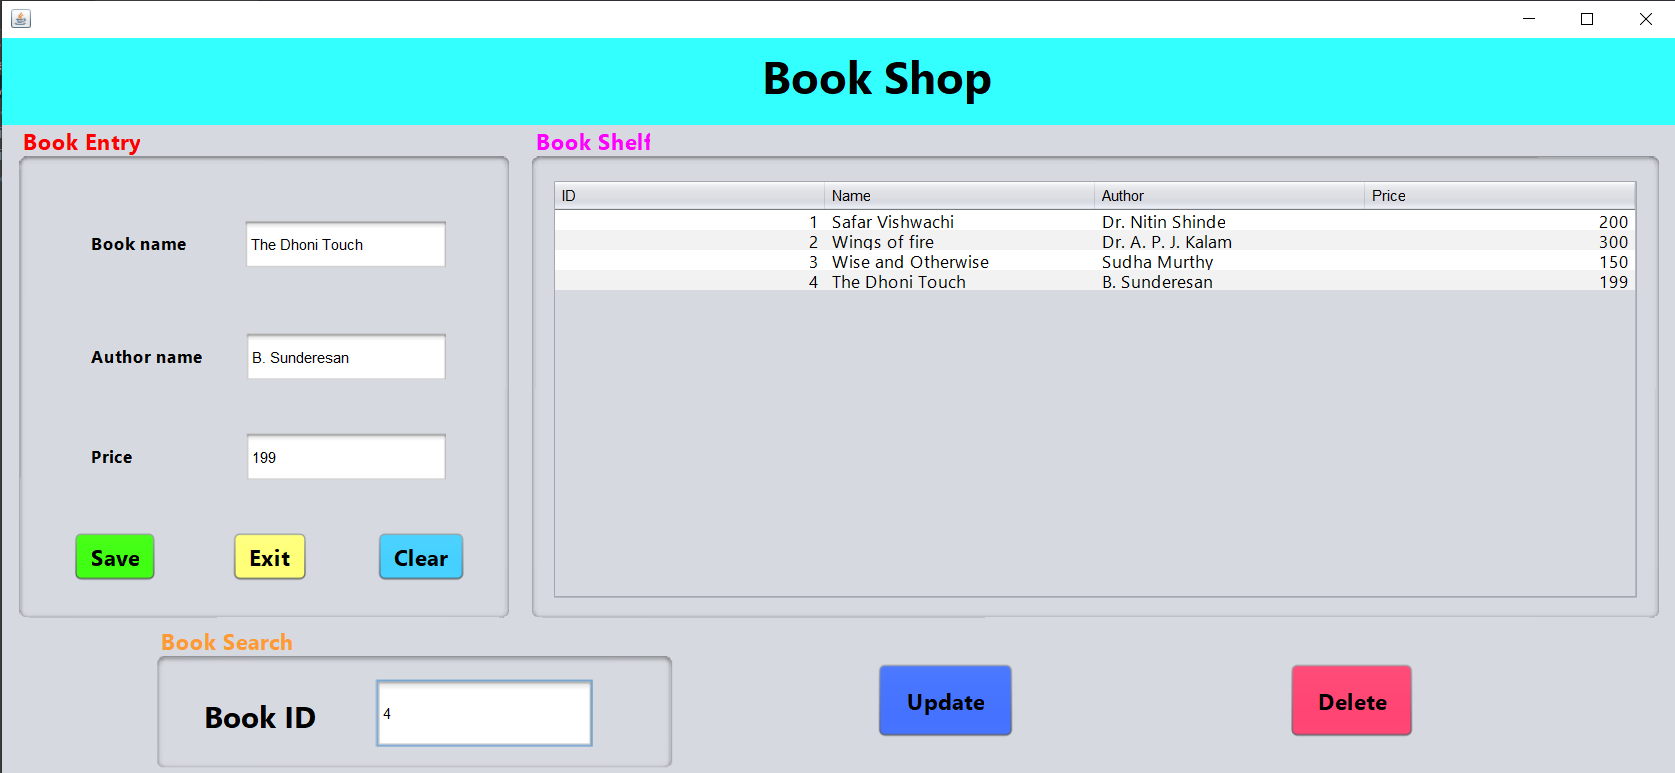 Book Shop
Book Entry
Book name
The Dhoni Touch
Author name
B. Sunderesan
Price
199
Save Exit Clear
Book Shelf
ID Name Author Price
1 Safar Vishwachi Dr. Nitin Shinde 200
2 Wings of fire Dr. A. P. J. Kalam 300
3 Wise and Otherwise Sudha Murthy 150
4 The Dhoni Touch B. Sunderesan 199
Book Search
Book ID
4
Update
Delete